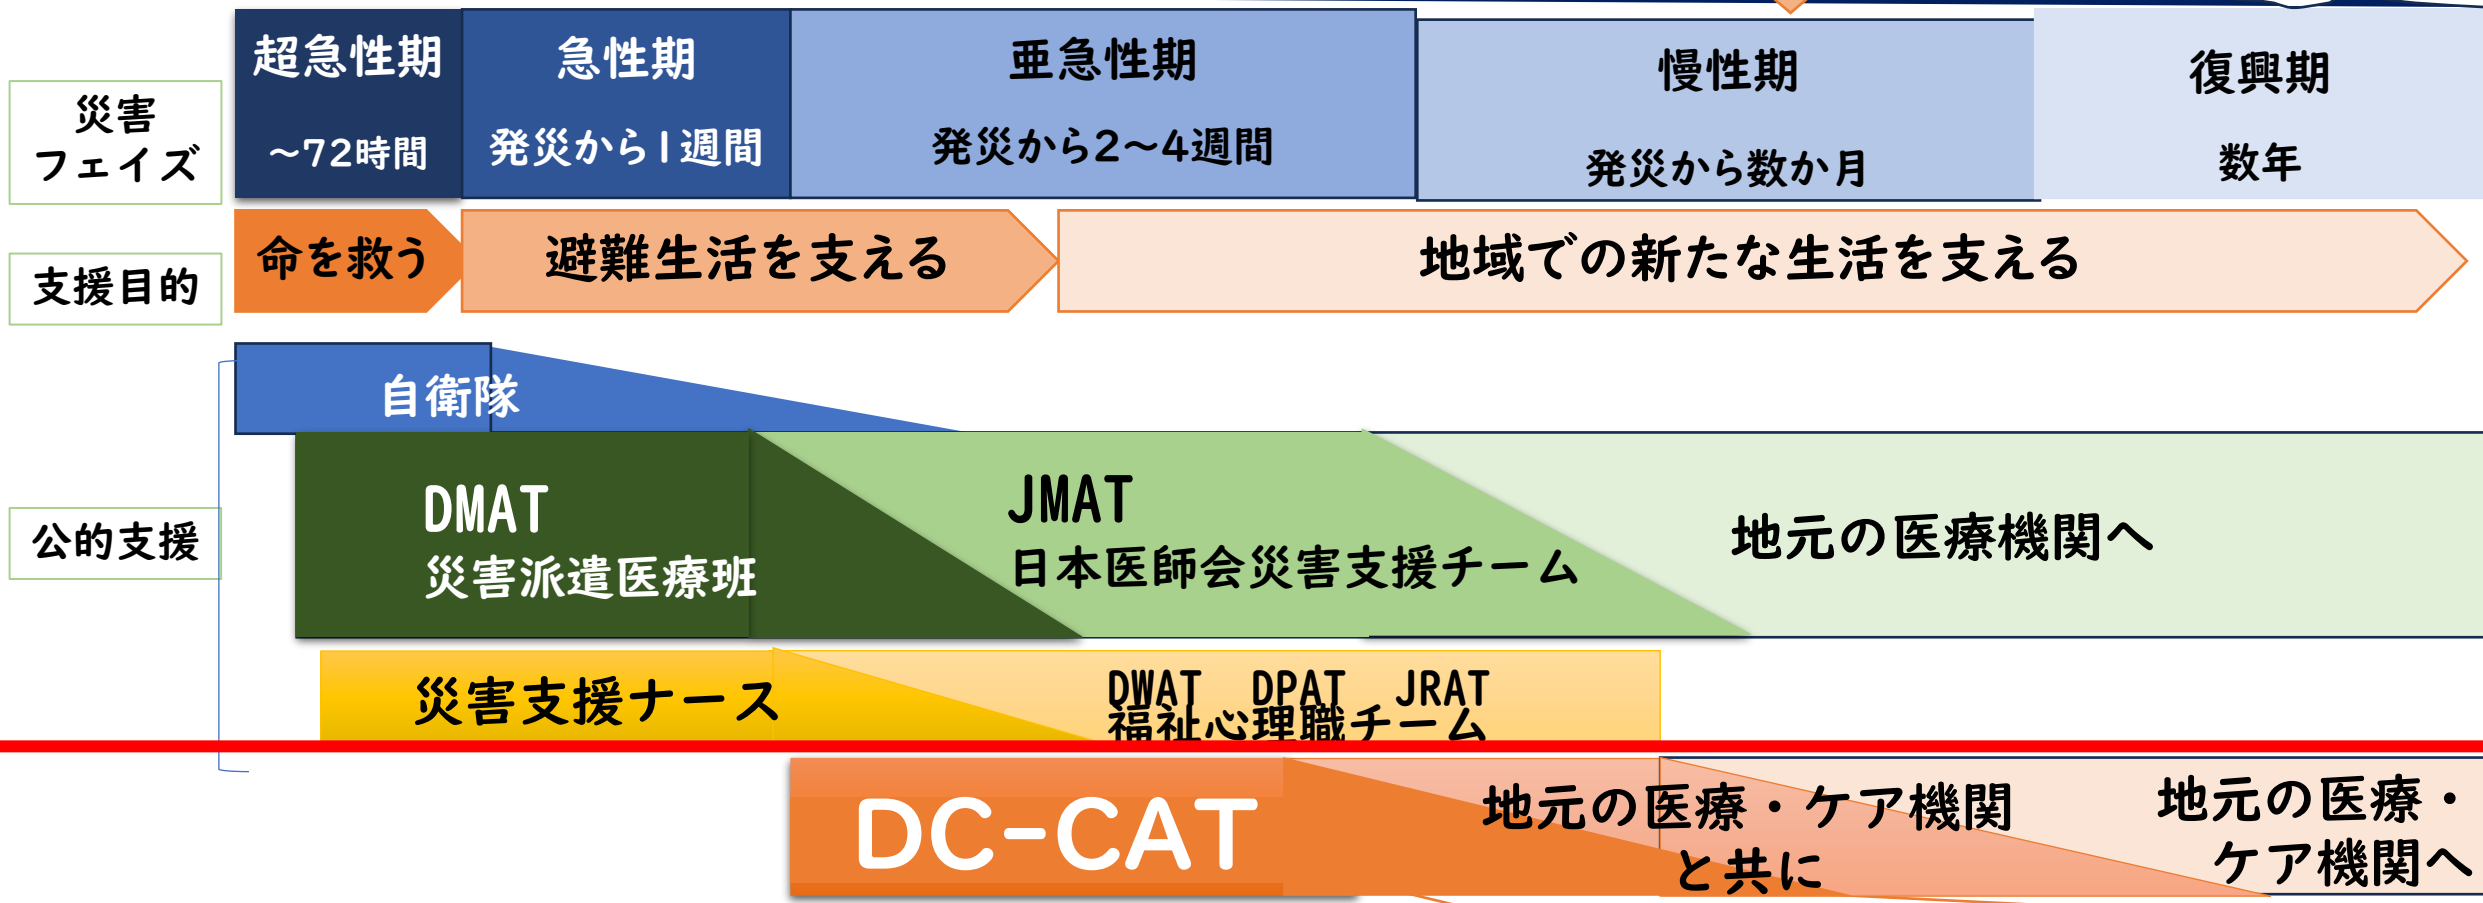 超急性期
～72時間
急性期
発災から1週間
亜急性期
発災から2～4週間
慢性期
発災から数か月
復興期
数年
災害
フェイズ
支援目的
命を救う
避難生活を支える
地域での新たな生活を支える
公的支援
自衛隊
DMAT
災害派遣医療班
JMAT
日本医師会災害支援チーム
地元の医療機関へ
災害支援ナース
DWAT DPAT JRAT
福祉心理職チーム
DC-CAT
地元の医療・ケア機関
と共に
地元の医療・
ケア機関へ